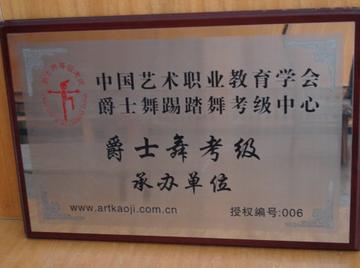 中国艺术职业教育学会
爵士舞踢踏舞考级中心
爵士舞考级
承办单位
www.artkaoji.com.cn
授权编号:006